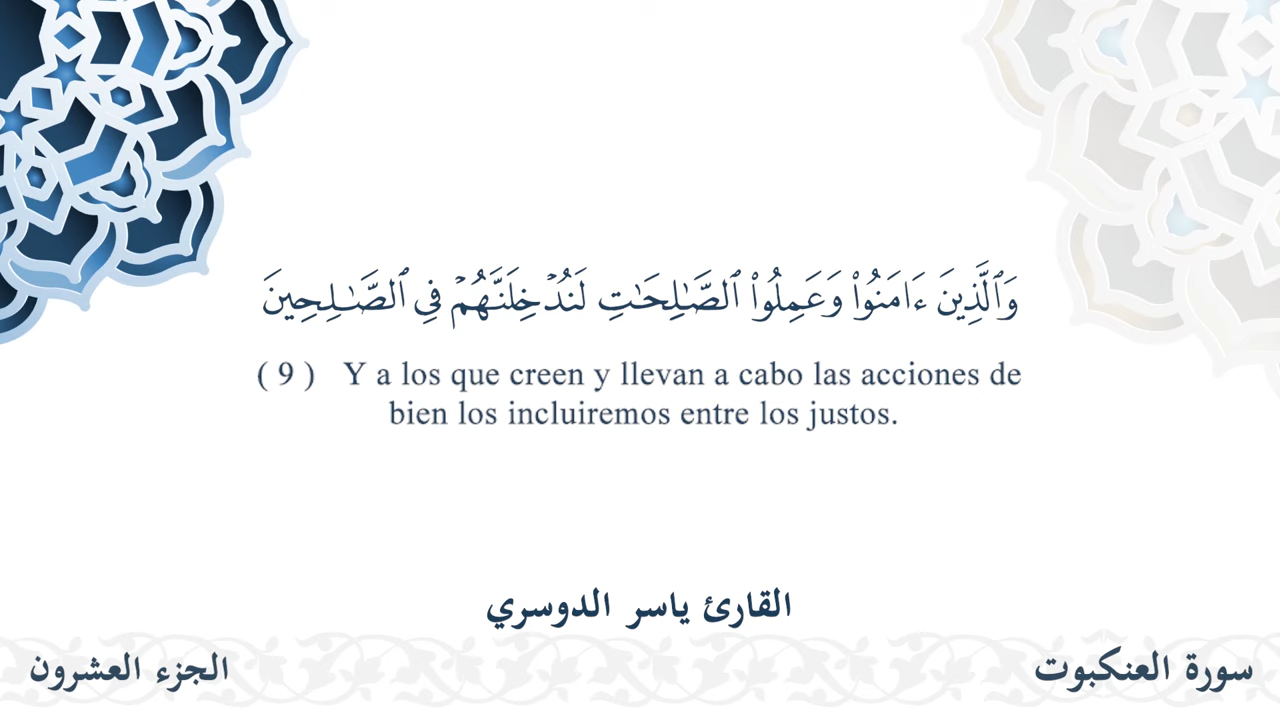 وَٱلَّذِينَ ءَامَنُوا۟ وَعَمِلُوا۟ ٱلصَّـٰلِحَـٰتِ لَنُدْخِلَنَّهُمْ فِي ٱلصَّـٰلِحِينَ
( 9 ) Y a los que creen y llevan a cabo las acciones de
bien los incluiremos entre los justos.
القارئ ياسر الدوسري
سورة العنكبوت
الجزء العشرون